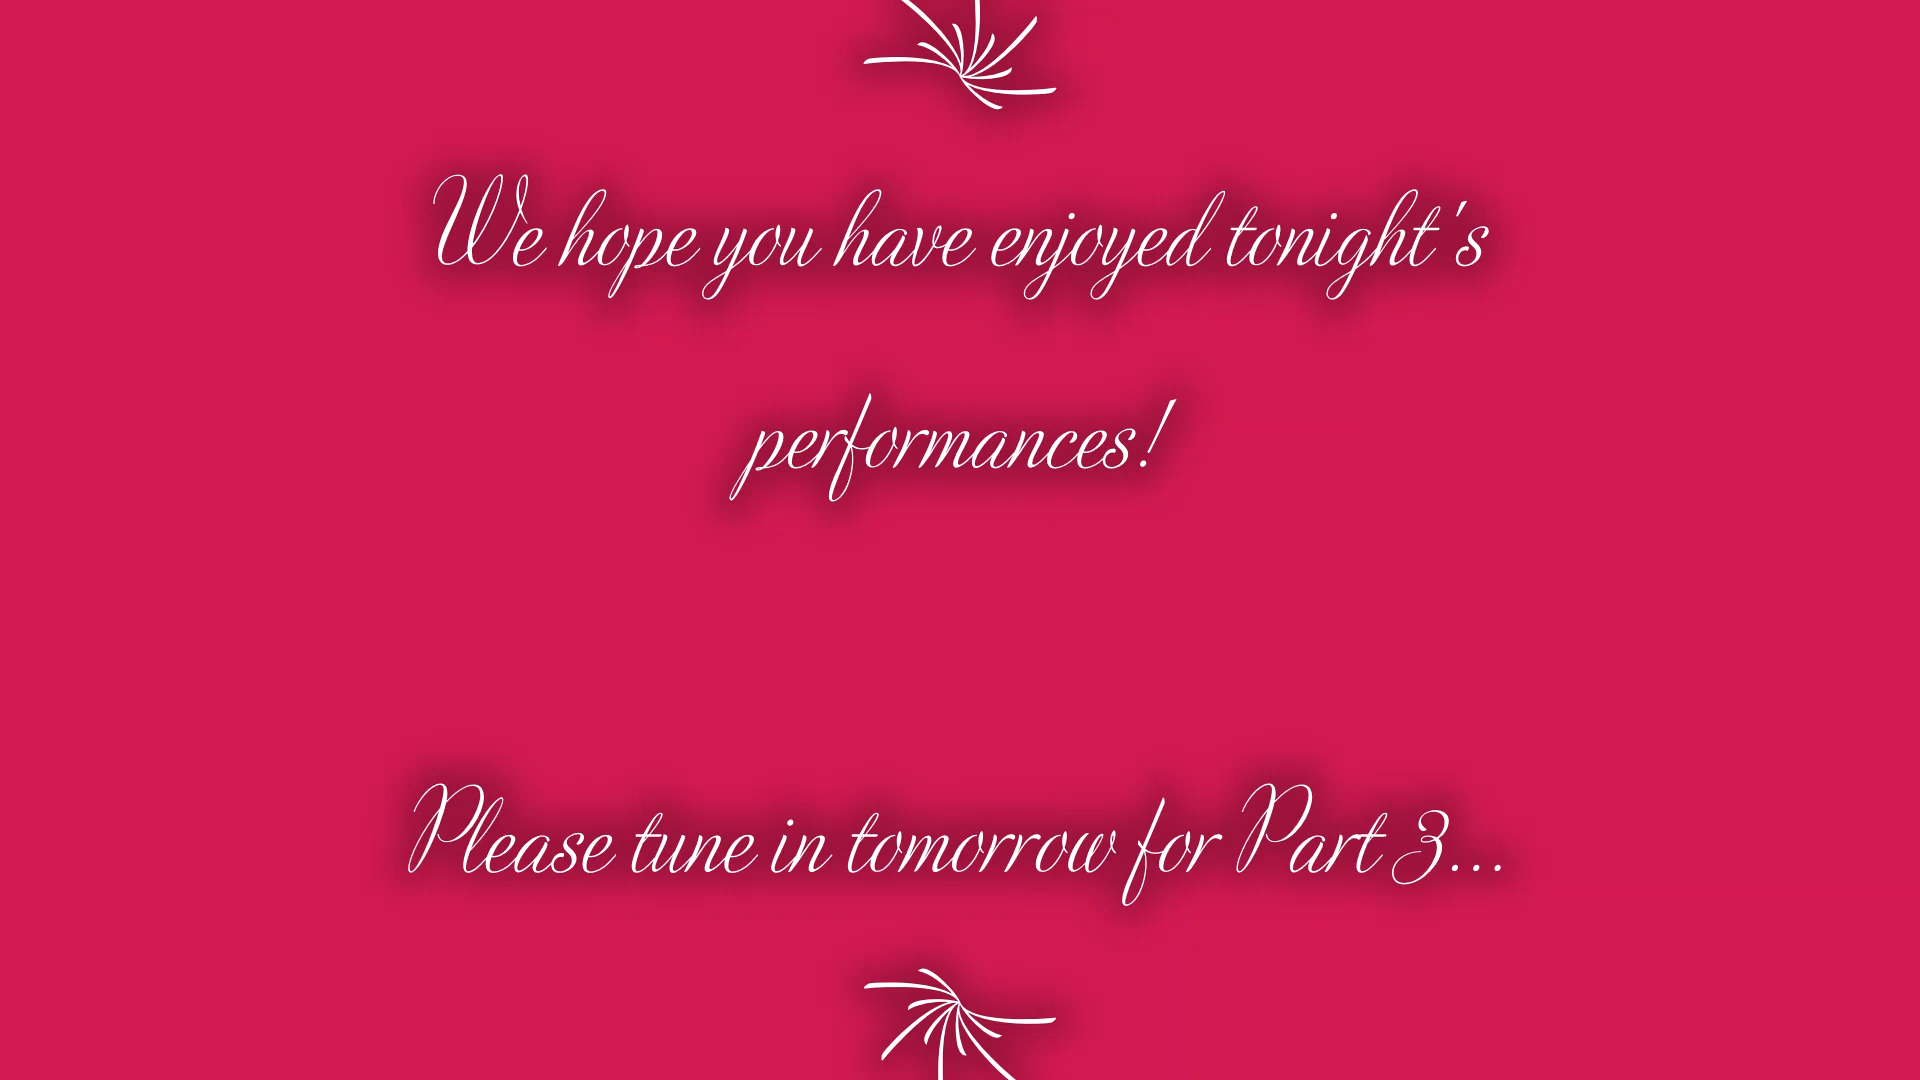 We hope you have enjoyed tonight's
performances!
Please tune in tomorrow for Part 3...